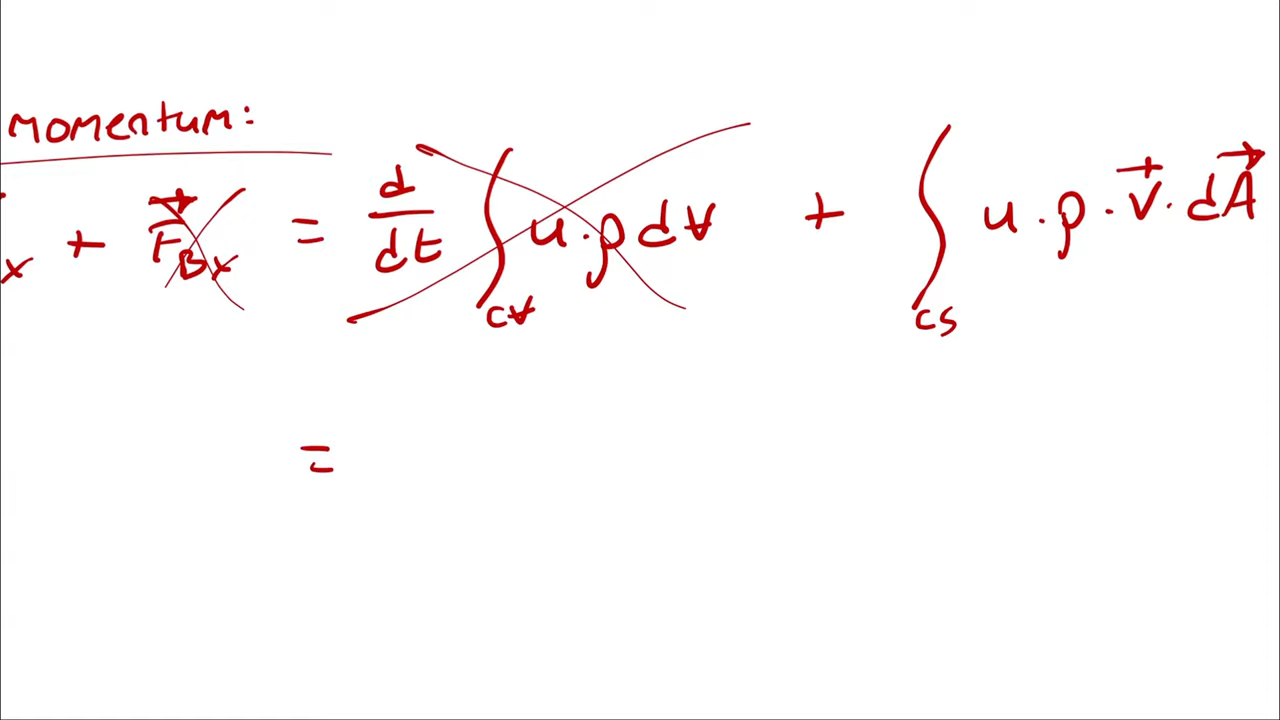 momentum:
x + F⃗Bx = d/dt ∫CV̶ u·ρ dV̶ + ∫CS u·ρ·v⃗·dA⃗
=